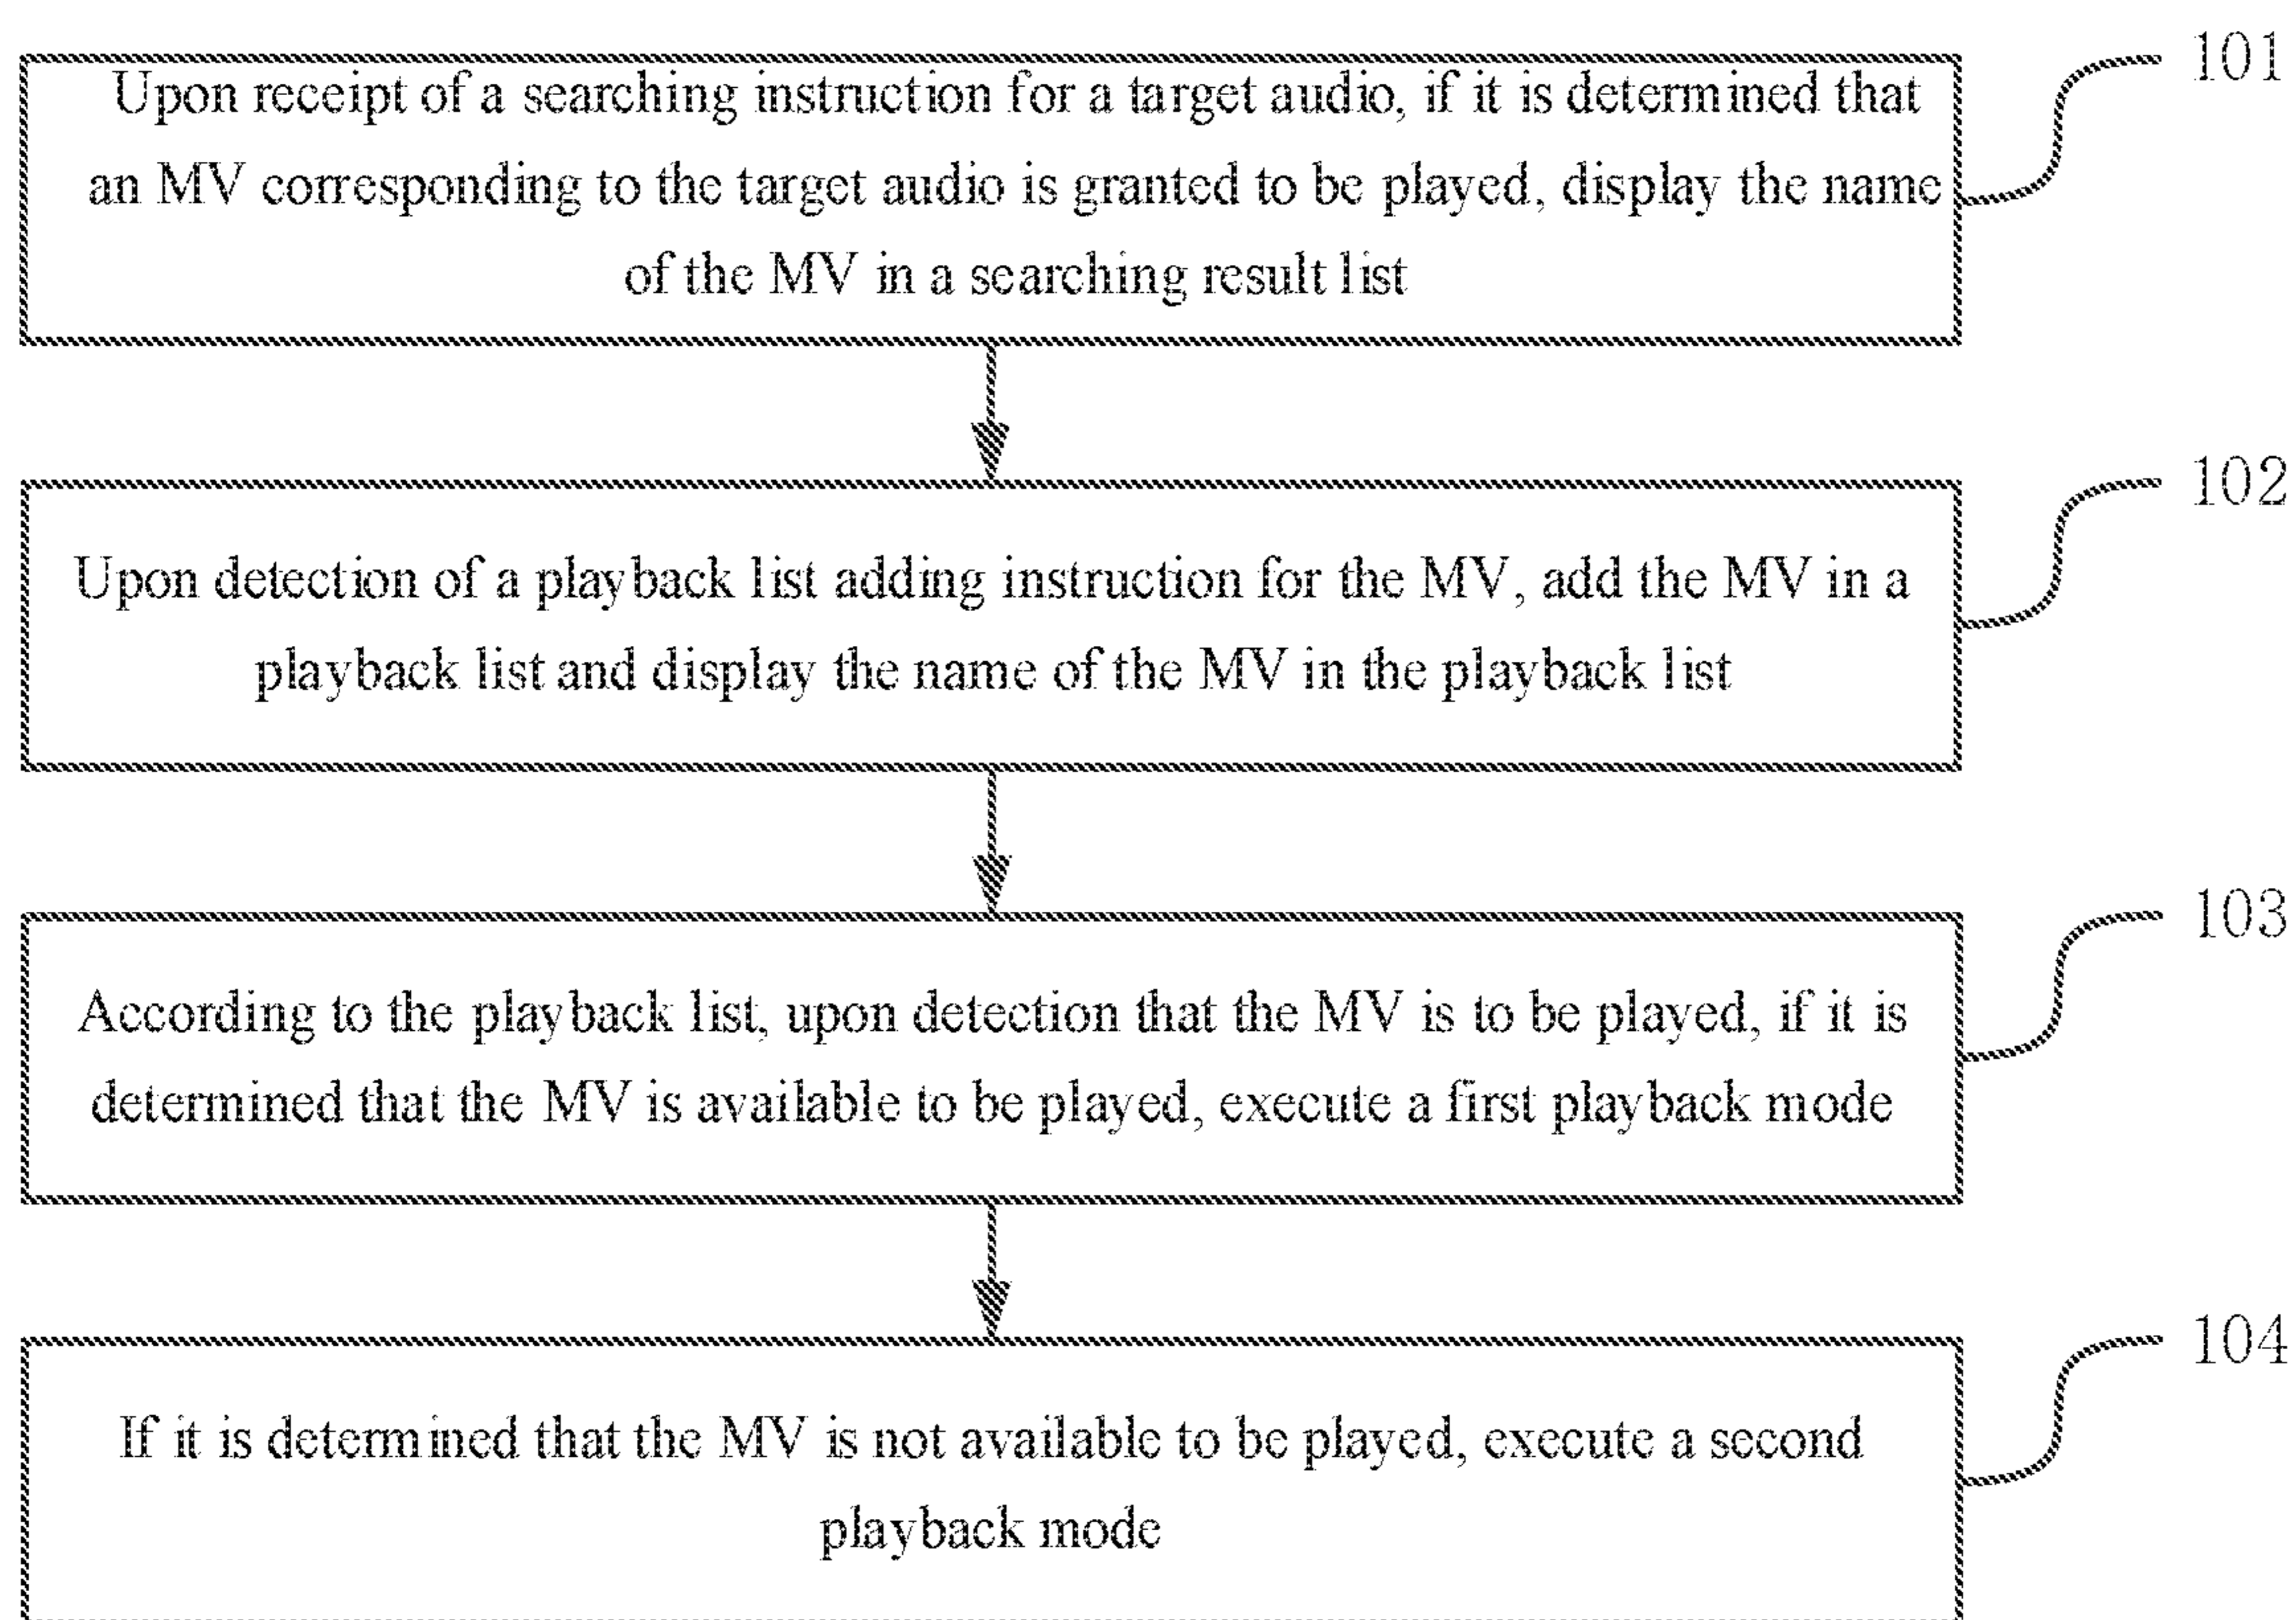 Upon receipt of a searching instruction for a target audio, if it is determined that
an MV corresponding to the target audio is granted to be played, display the name
of the MV in a searching result list
101
Upon detection of a playback list adding instruction for the MV, add the MV in a
playback list and display the name of the MV in the playback list
102
According to the playback list, upon detection that the MV is to be played, if it is
determined that the MV is available to be played, execute a first playback mode
103
If it is determined that the MV is not available to be played, execute a second
playback mode
104